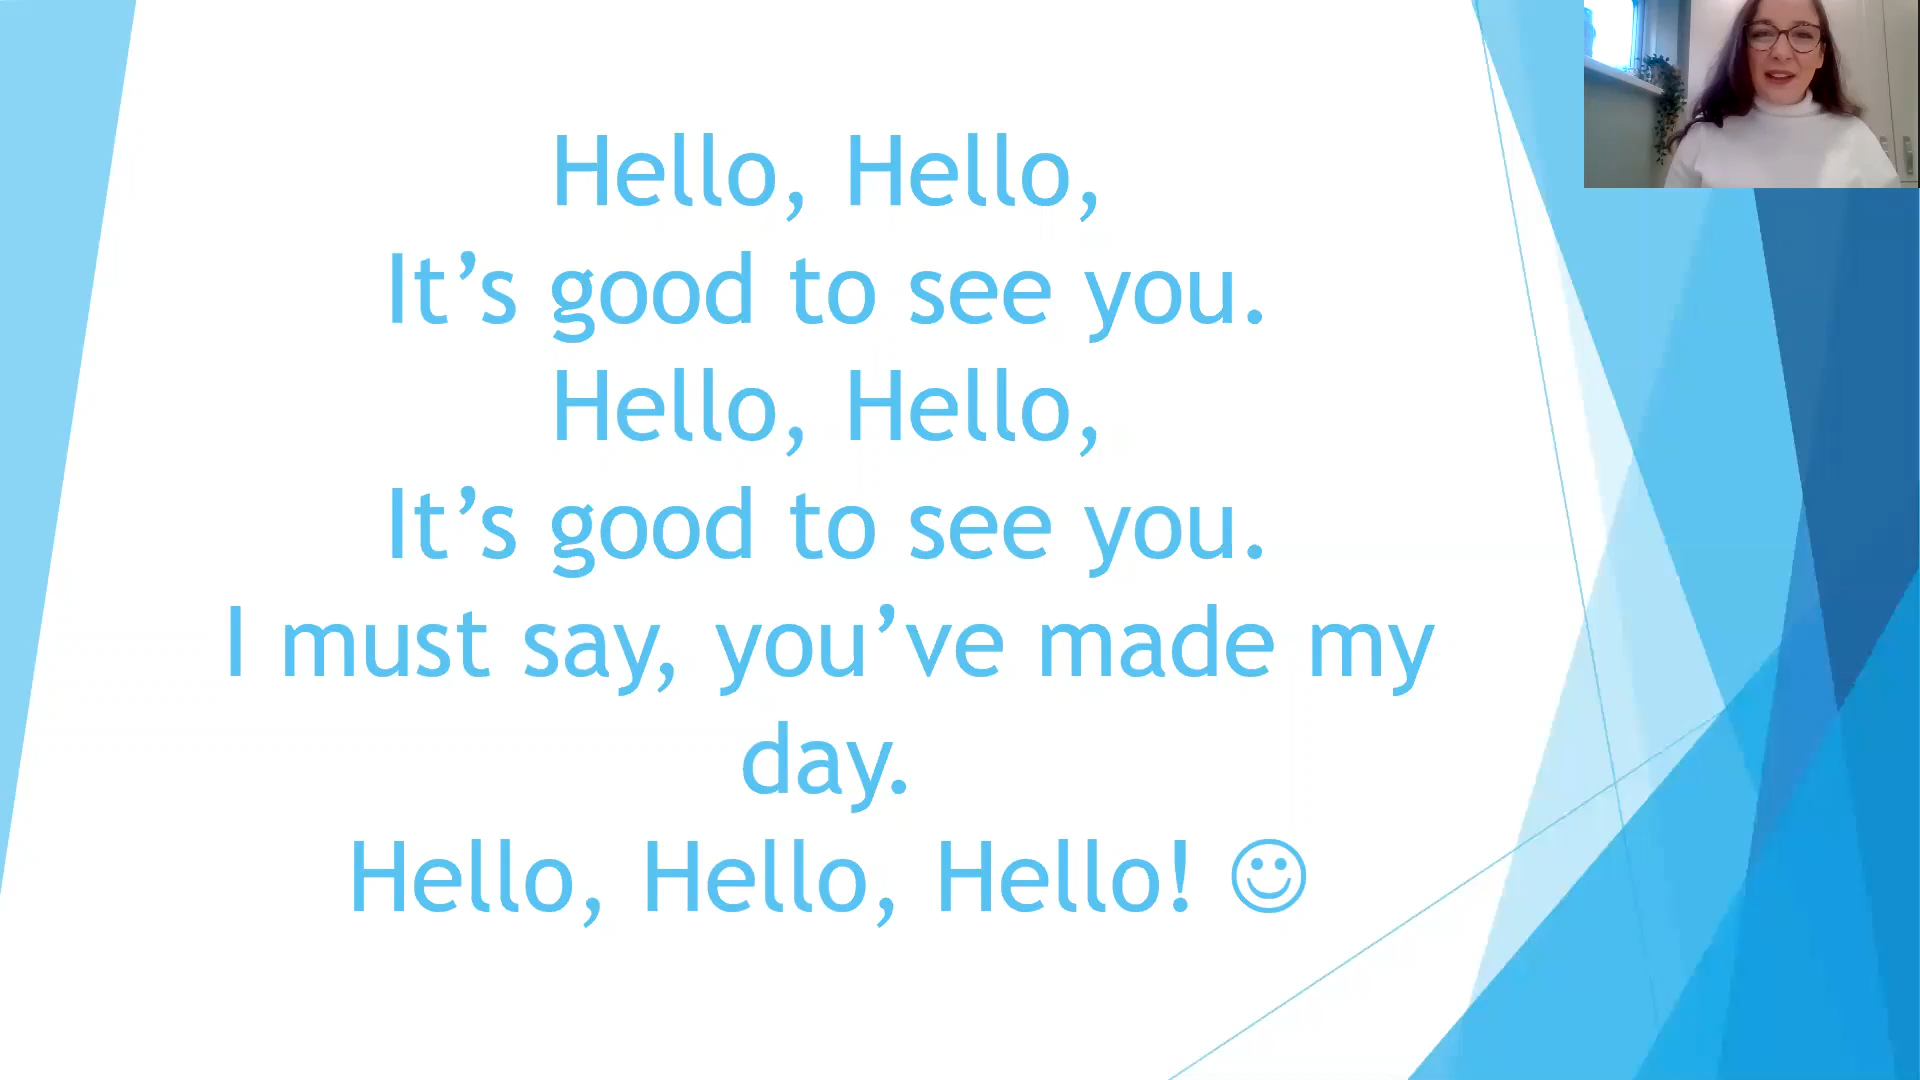 Hello, Hello,
It’s good to see you.
Hello, Hello,
It’s good to see you.
I must say, you’ve made my
day.
Hello, Hello, Hello! ☺